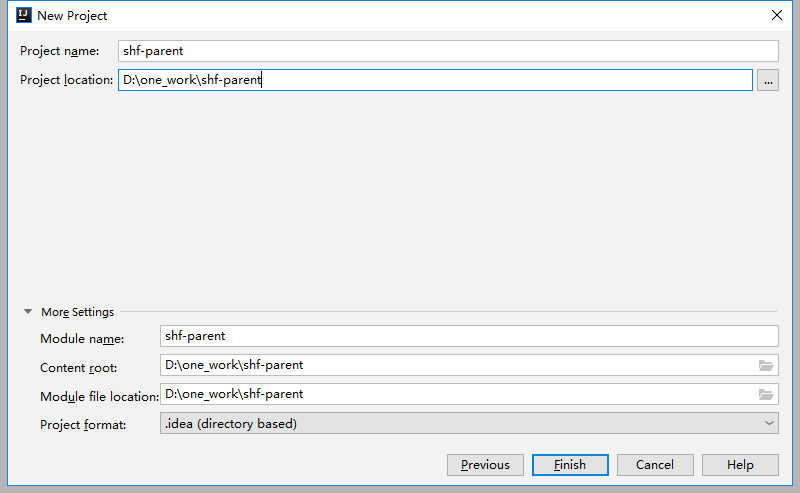 IJ New Project
Project name: shf-parent
Project location: D:\one_work\shf-parent ...
More Settings
Module name: shf-parent
Content root: D:\one_work\shf-parent
Module file location: D:\one_work\shf-parent
Project format: .idea (directory based)
Previous Finish Cancel Help